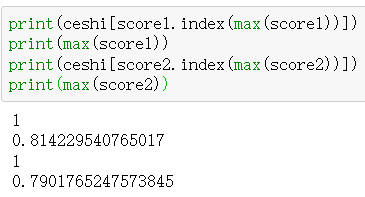 print(ceshi[score1.index(max(score1))])
print(max(score1))
print(ceshi[score2.index(max(score2))])
print(max(score2))
1
0.814229540765017
1
0.7901765247573845